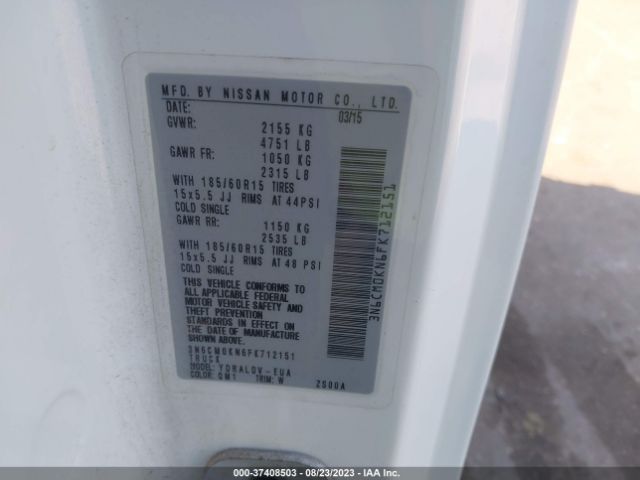 MFD. BY NISSAN MOTOR CO., LTD.
DATE: 03/15
GVWR: 2155 KG
4751 LB
GAWR FR: 1050 KG
2315 LB
WITH 185/60R15 TIRES
15x5.5 JJ RIMS AT 44PSI
COLD SINGLE
GAWR RR: 1150 KG
2535 LB
WITH 185/60R15 TIRES
15x5.5 JJ RIMS AT 48 PSI
COLD SINGLE
THIS VEHICLE CONFORMS TO
ALL APPLICABLE FEDERAL
MOTOR VEHICLE SAFETY AND
THEFT PREVENTION
STANDARDS IN EFFECT ON
THE DATE OF MANUFACTURE
SHOWN ABOVE.
3N6CM0KN6FK712151
TRUCK
MODEL: YDRALDV-EUA
COLOR: QM1 TRIM: W 2S00A
3N6CM0KN6FK712151
000-37408503 - 08/23/2023 - IAA Inc.